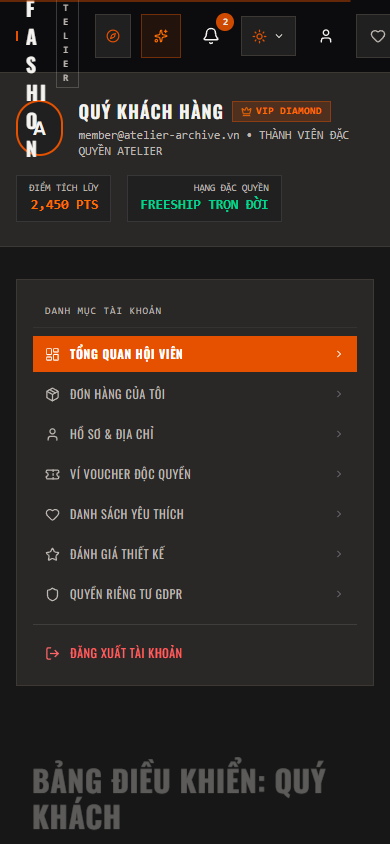 FASHION
ATELIER
2
A
QUÝ KHÁCH HÀNG
VIP DIAMOND
member@atelier-archive.vn • THÀNH VIÊN ĐẶC
QUYỀN ATELIER
ĐIỂM TÍCH LŨY
2,450 PTS
HẠNG ĐẶC QUYỀN
FREESHIP TRỌN ĐỜI
DANH MỤC TÀI KHOẢN
TỔNG QUAN HỘI VIÊN
ĐƠN HÀNG CỦA TÔI
HỒ SƠ & ĐỊA CHỈ
VÍ VOUCHER ĐỘC QUYỀN
DANH SÁCH YÊU THÍCH
ĐÁNH GIÁ THIẾT KẾ
QUYỀN RIÊNG TƯ GDPR
ĐĂNG XUẤT TÀI KHOẢN
BẢNG ĐIỀU KHIỂN: QUÝ
KHÁCH